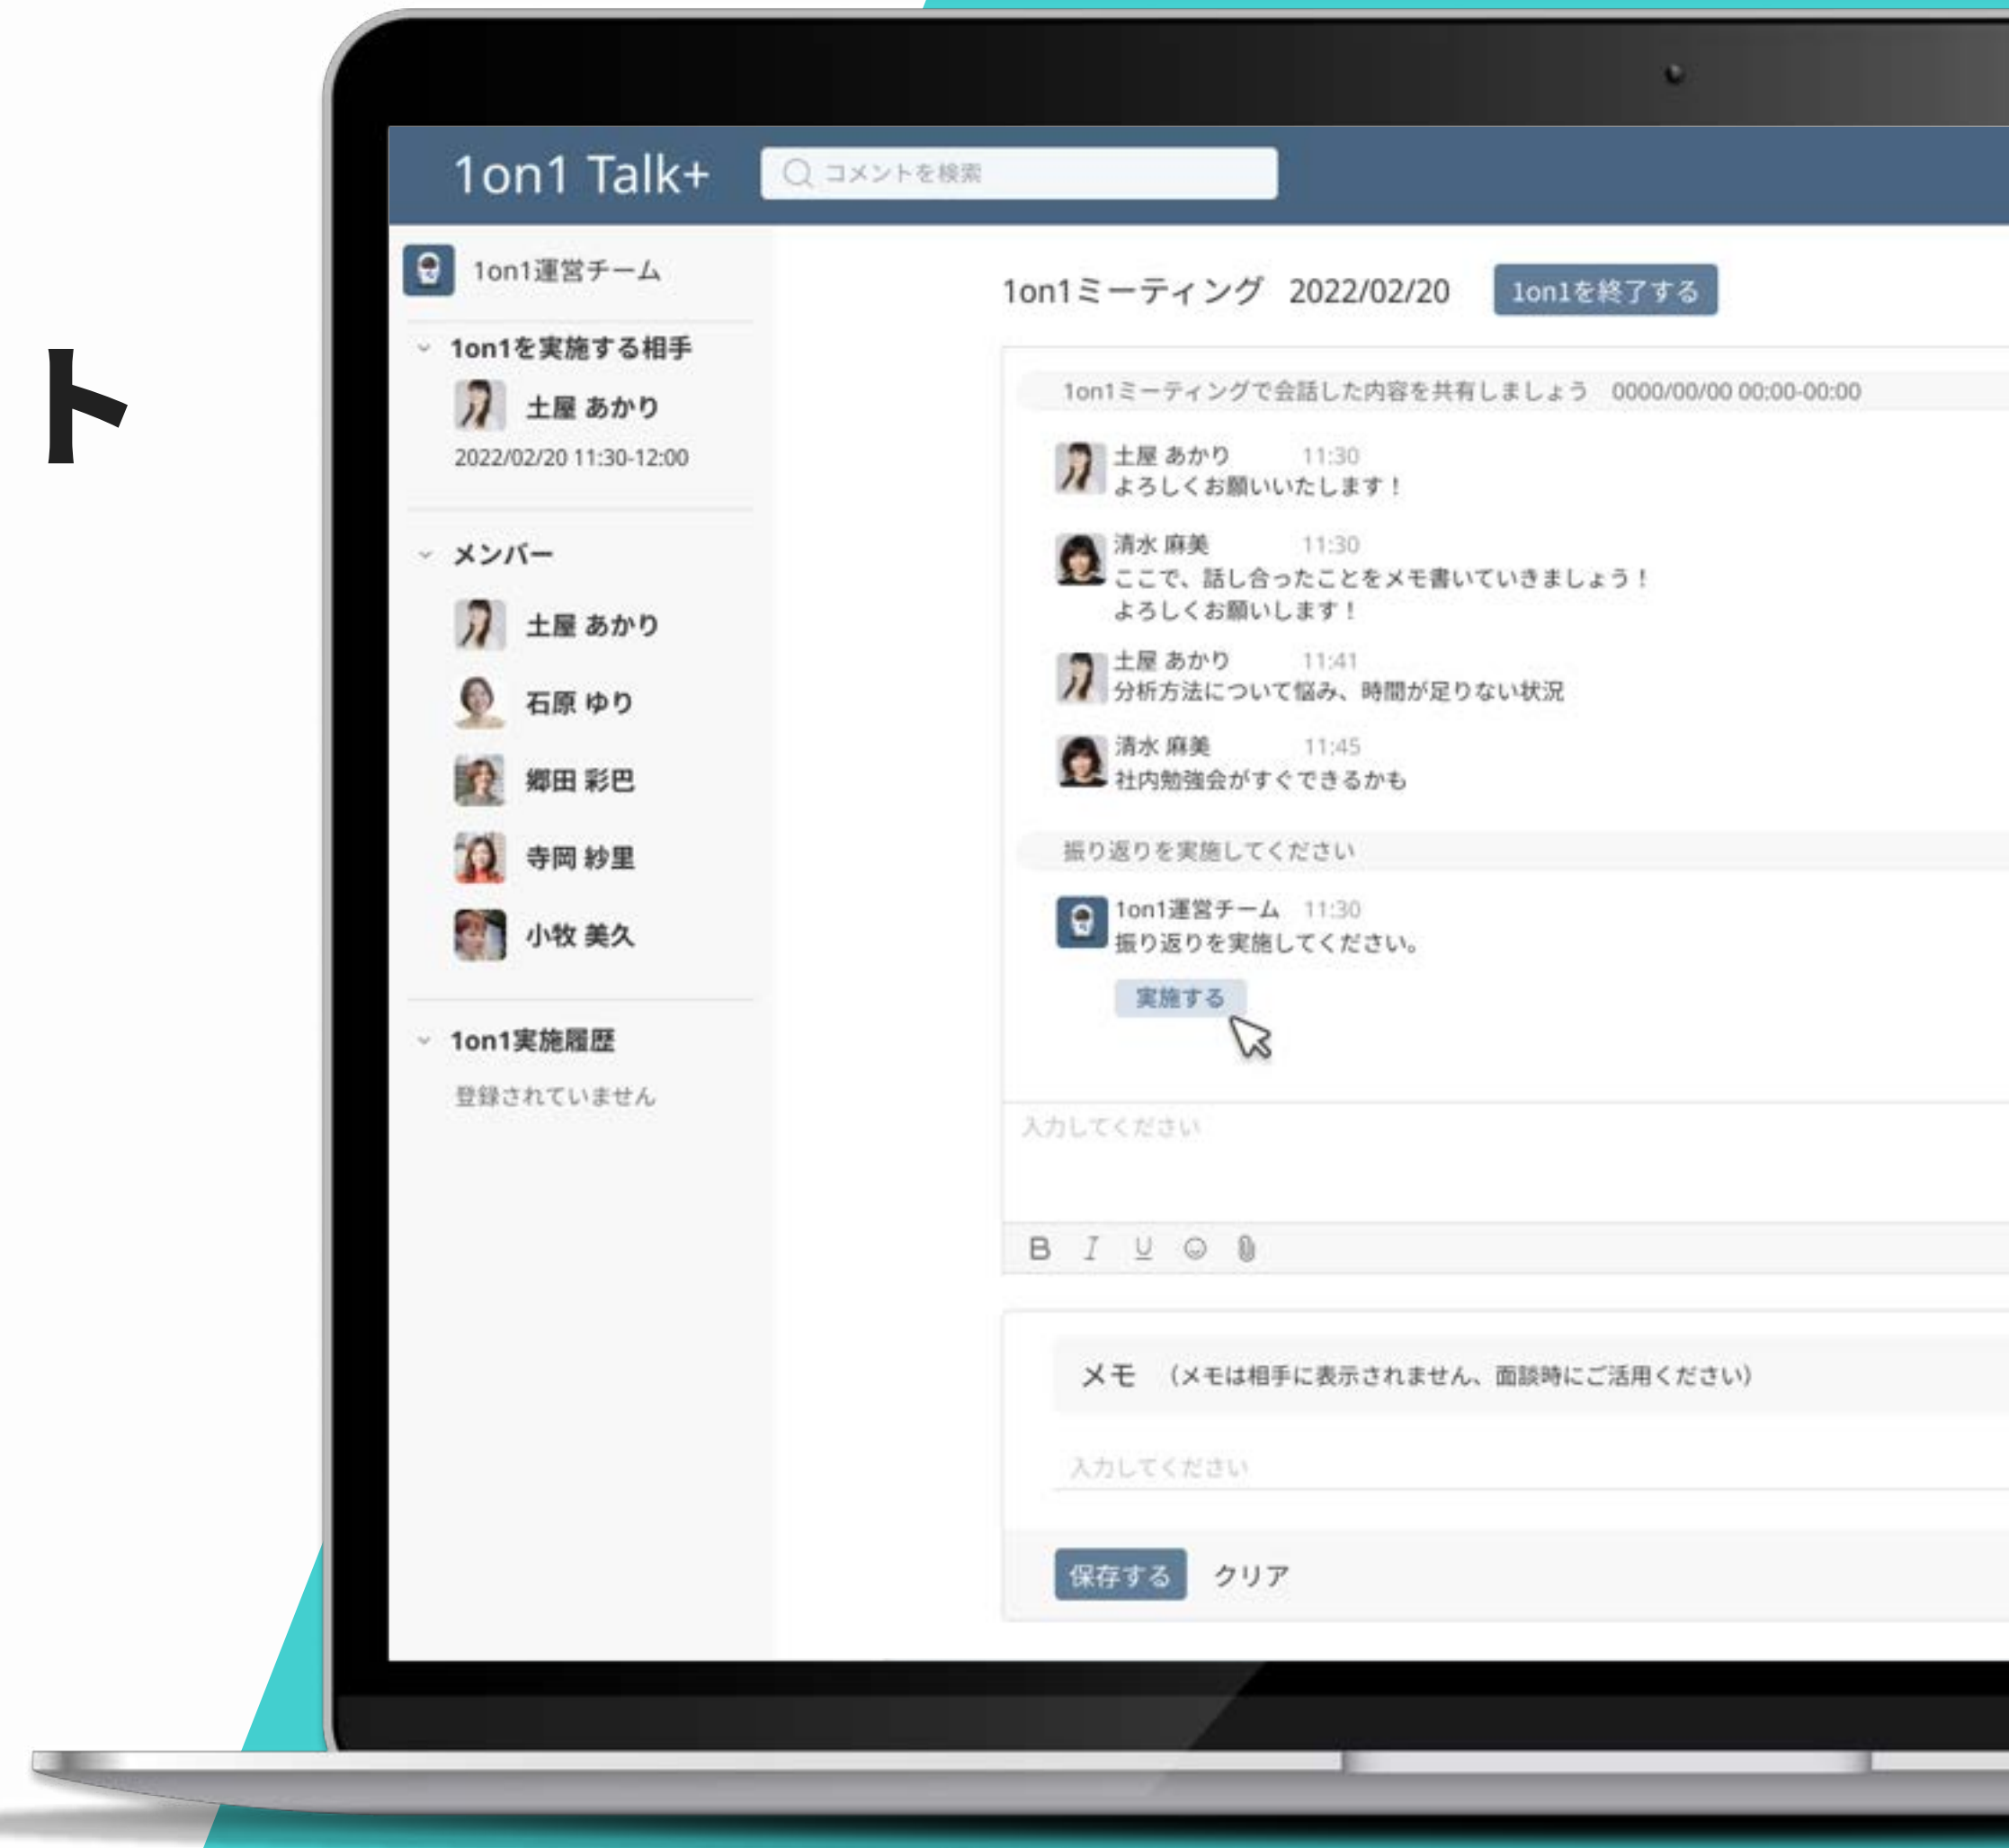 ト
1on1 Talk+
コメントを検索
1on1運営チーム
1on1を実施する相手
土屋 あかり
2022/02/20 11:30-12:00
メンバー
土屋 あかり
石原 ゆり
郷田 彩巴
寺岡 紗里
小牧 美久
1on1実施履歴
登録されていません
1on1ミーティング 2022/02/20
1on1を終了する
1on1ミーティングで会話した内容を共有しましょう 0000/00/00 00:00-00:00
土屋 あかり 11:30
よろしくお願いいたします！
清水 麻美 11:30
ここで、話し合ったことをメモ書いていきましょう！
よろしくお願いします！
土屋 あかり 11:41
分析方法について悩み、時間が足りない状況
清水 麻美 11:45
社内勉強会がすぐできるかも
振り返りを実施してください
1on1運営チーム 11:30
振り返りを実施してください。
実施する
入力してください
B I U
メモ （メモは相手に表示されません、面談時にご活用ください）
入力してください
保存する クリア